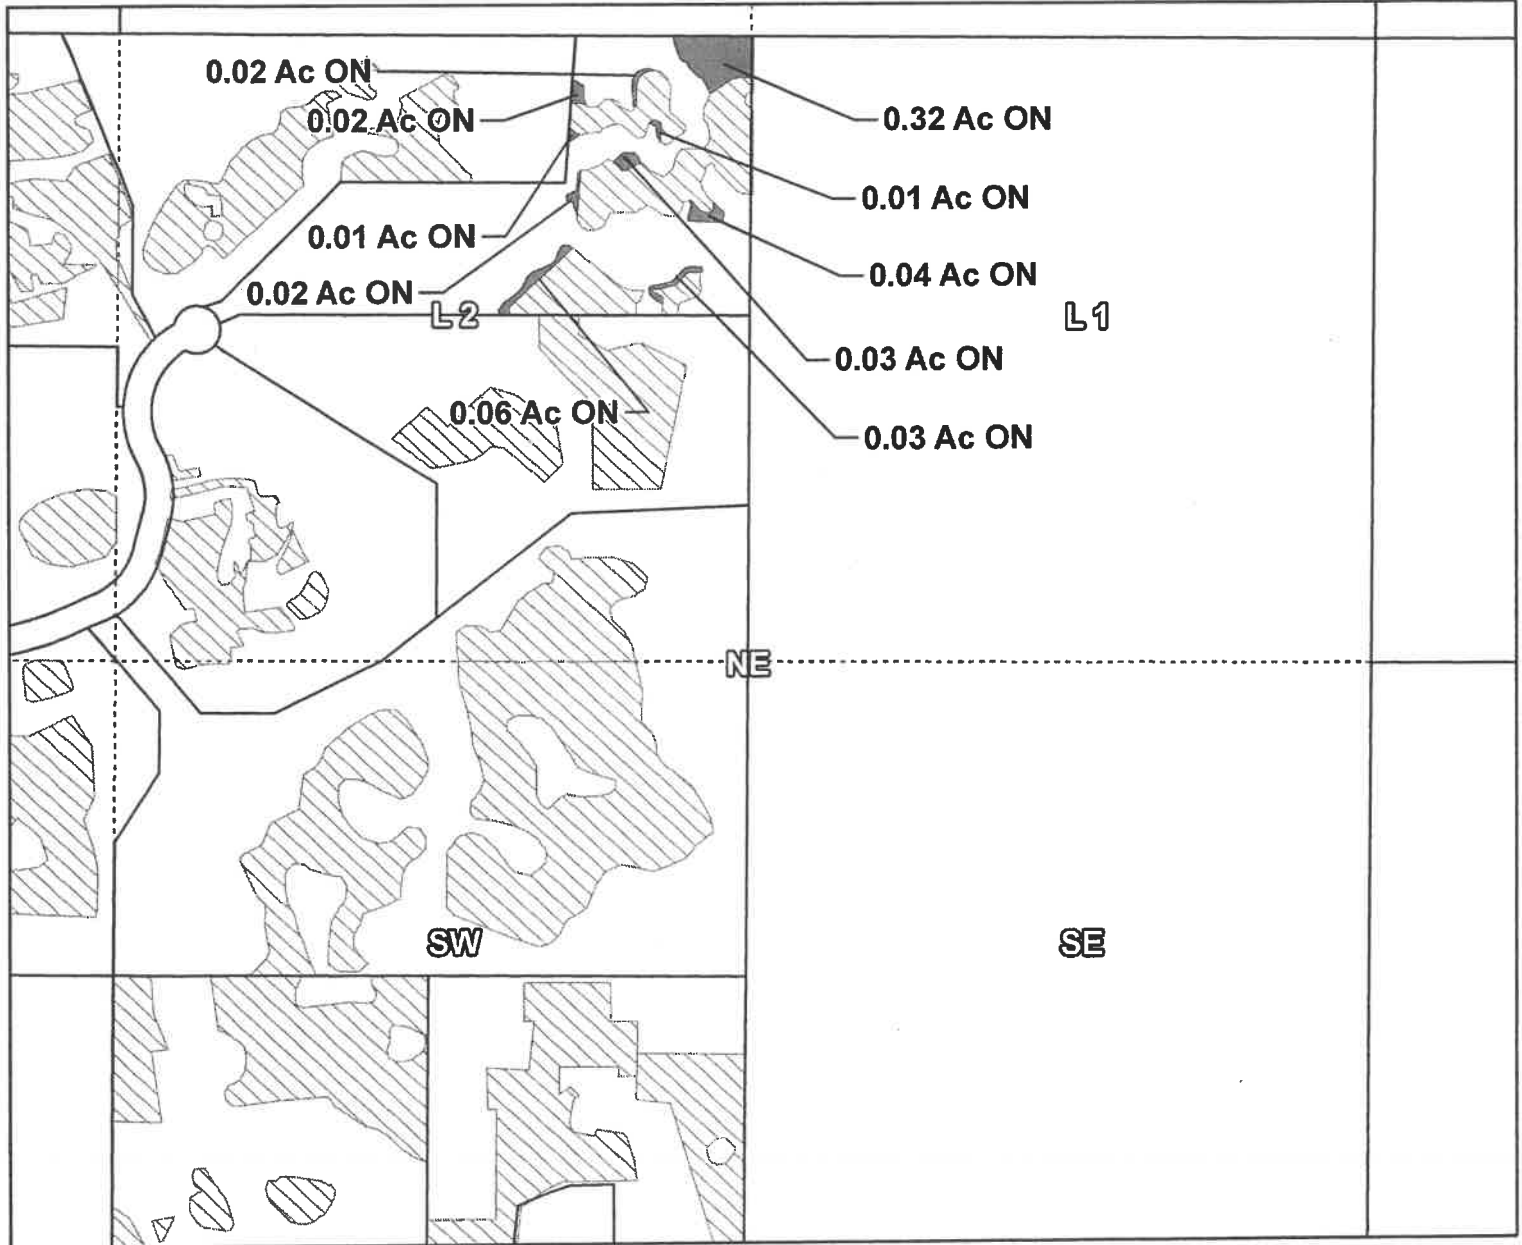 0.02 Ac ON
0.02 Ac ON
0.32 Ac ON
0.01 Ac ON
0.01 Ac ON
0.04 Ac ON
0.02 Ac ON
L 2
L 1
0.03 Ac ON
0.06 Ac ON
0.03 Ac ON
NE
SW
SE